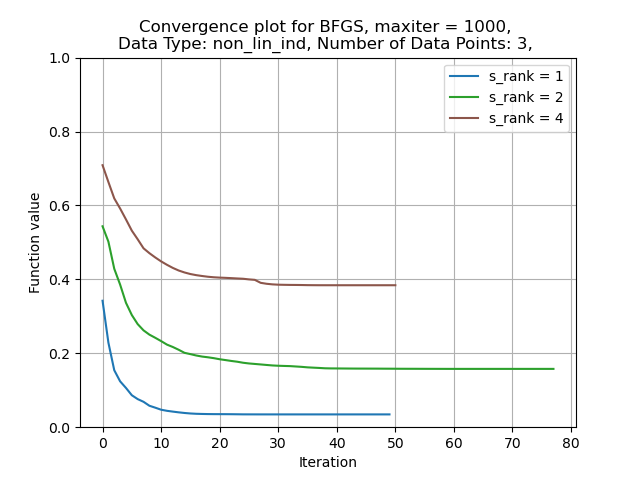 Convergence plot for BFGS, maxiter = 1000,
Data Type: non_lin_ind, Number of Data Points: 3,
s_rank = 1
s_rank = 2
s_rank = 4
Function value
1.0
0.8
0.6
0.4
0.2
0.0
0 10 20 30 40 50 60 70 80
Iteration